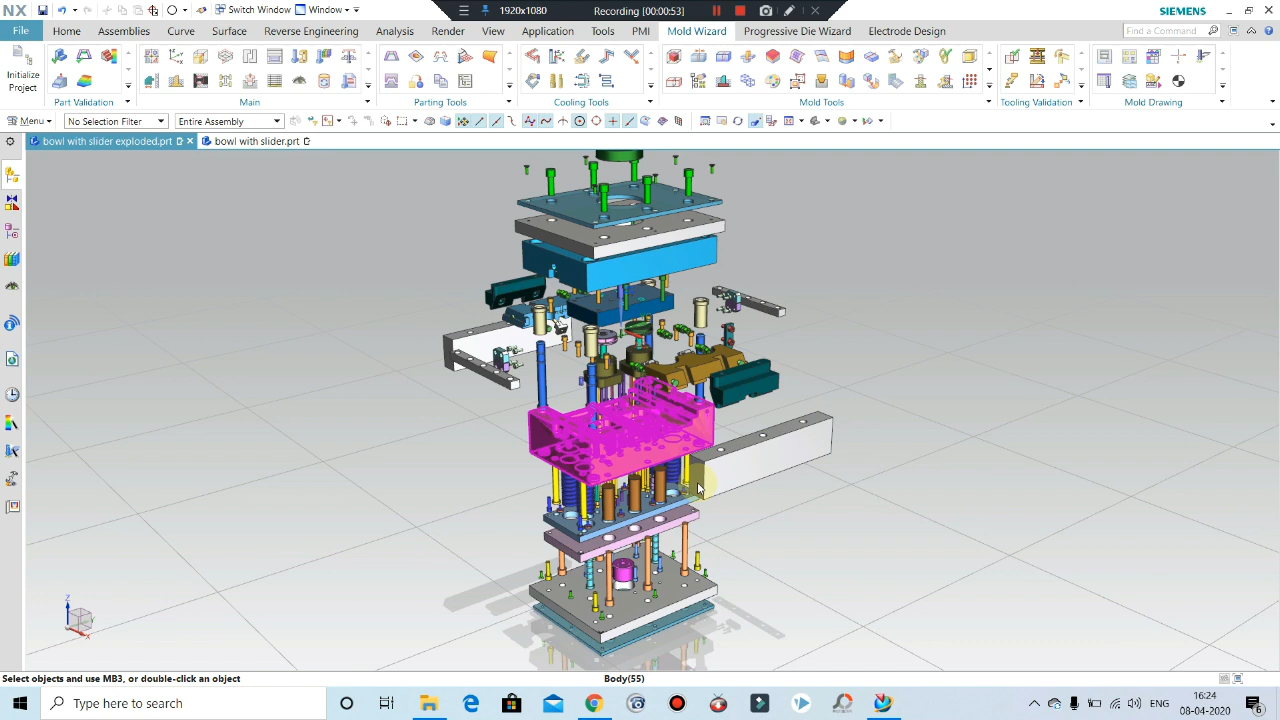 NX Switch Window Window 1920x1080 Recording [00:00:53] SIEMENS
File Home Assemblies Curve Surface Analysis Render Application Tools PMI Mold Wizard Progressive Die Wizard Electrode Design Find a Command
Initialize
Project
Part Validation Main Parting Tools Cooling Tools Mold Tools Tooling Validation Mold Drawing
Menu No Selection Filter Entire Assembly
bowl with slider exploded.prt bowl with slider.prt
Z
X
Select objects and use MB3, or double-click an object Body(55)
Type here to search ENG 16:24
08-04-2020